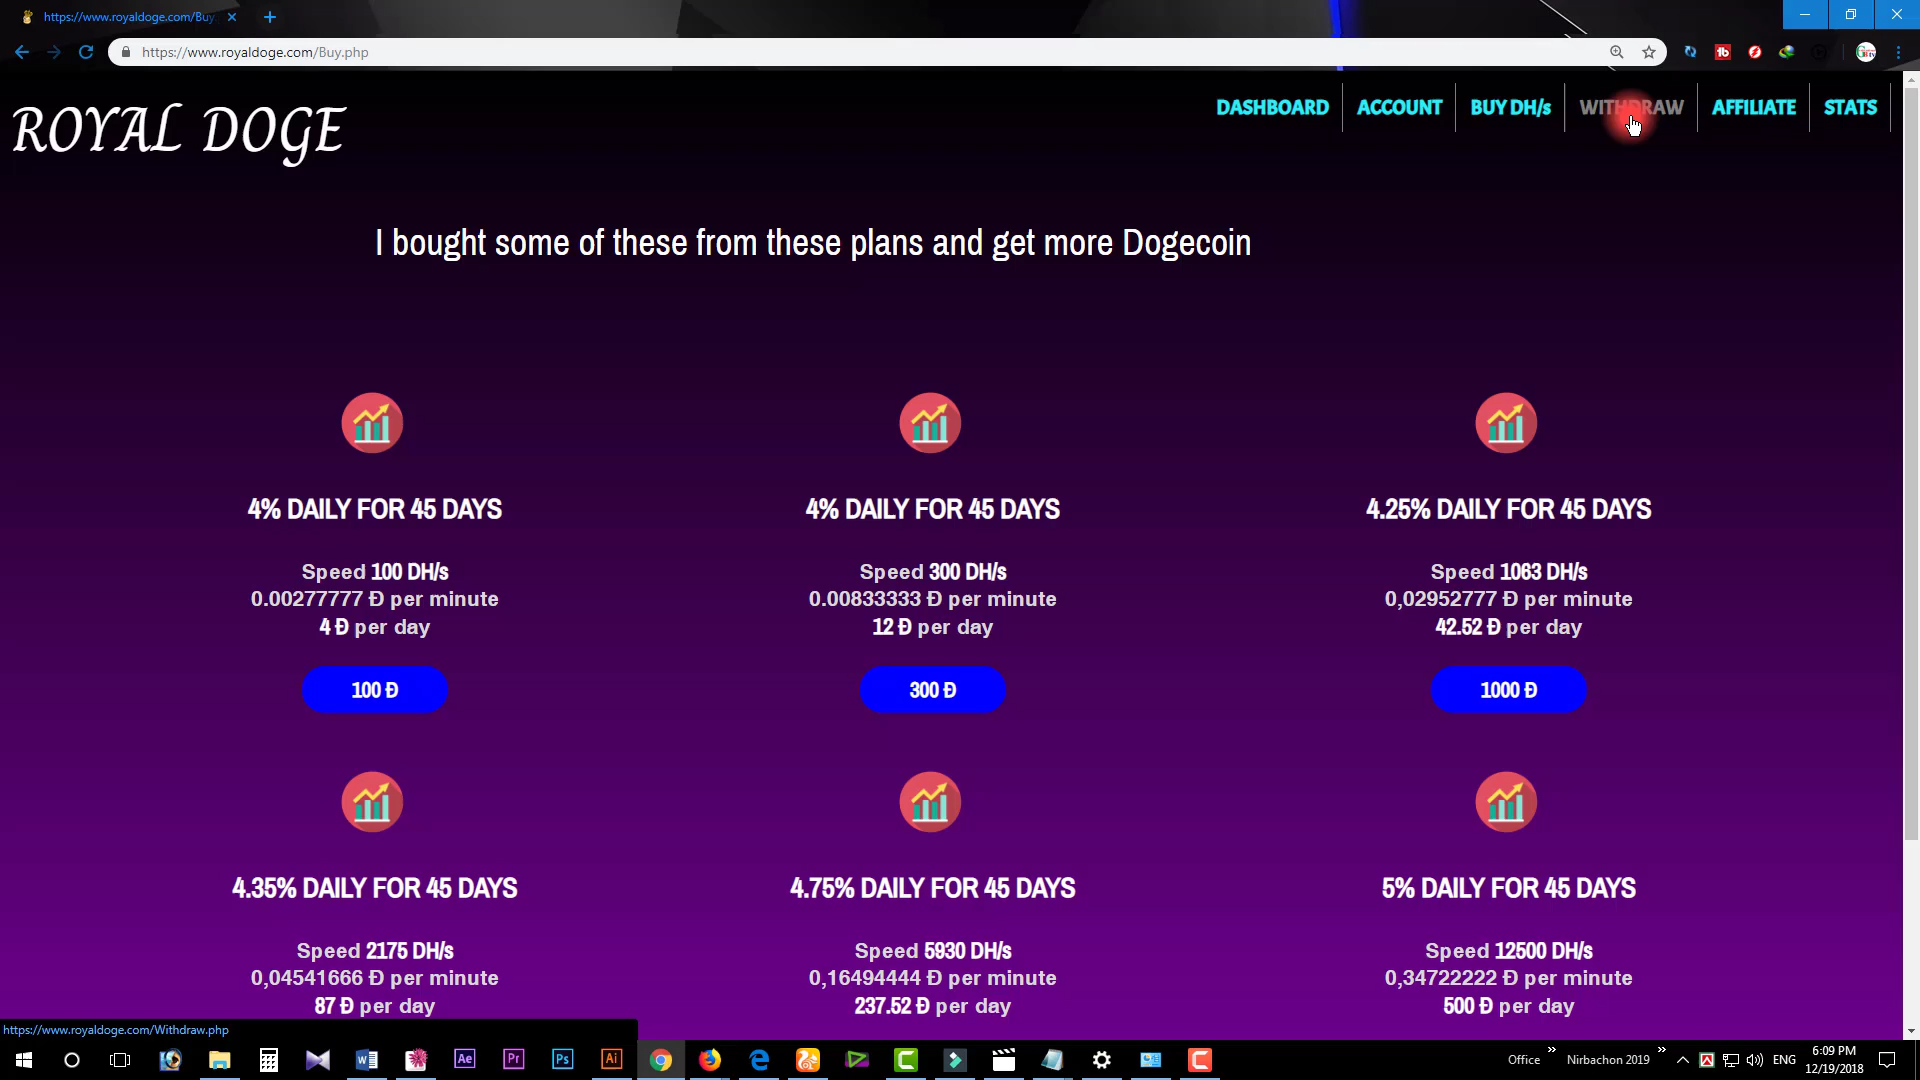 https://www.royaldoge.com/Buy
https://www.royaldoge.com/Buy.php
ROYAL DOGE
DASHBOARD
ACCOUNT
BUY DH/s
WITHDRAW
AFFILIATE
STATS
I bought some of these from these plans and get more Dogecoin
4% DAILY FOR 45 DAYS
Speed 100 DH/s
0.00277777 Đ per minute
4 Đ per day
100 Đ
4% DAILY FOR 45 DAYS
Speed 300 DH/s
0.00833333 Đ per minute
12 Đ per day
300 Đ
4.25% DAILY FOR 45 DAYS
Speed 1063 DH/s
0,02952777 Đ per minute
42.52 Đ per day
1000 Đ
4.35% DAILY FOR 45 DAYS
Speed 2175 DH/s
0,04541666 Đ per minute
87 Đ per day
4.75% DAILY FOR 45 DAYS
Speed 5930 DH/s
0,16494444 Đ per minute
237.52 Đ per day
5% DAILY FOR 45 DAYS
Speed 12500 DH/s
0,34722222 Đ per minute
500 Đ per day
https://www.royaldoge.com/Withdraw.php
Ae
Pr
Ps
Ai
Office
Nirbachon 2019
ENG
6:09 PM
12/19/2018